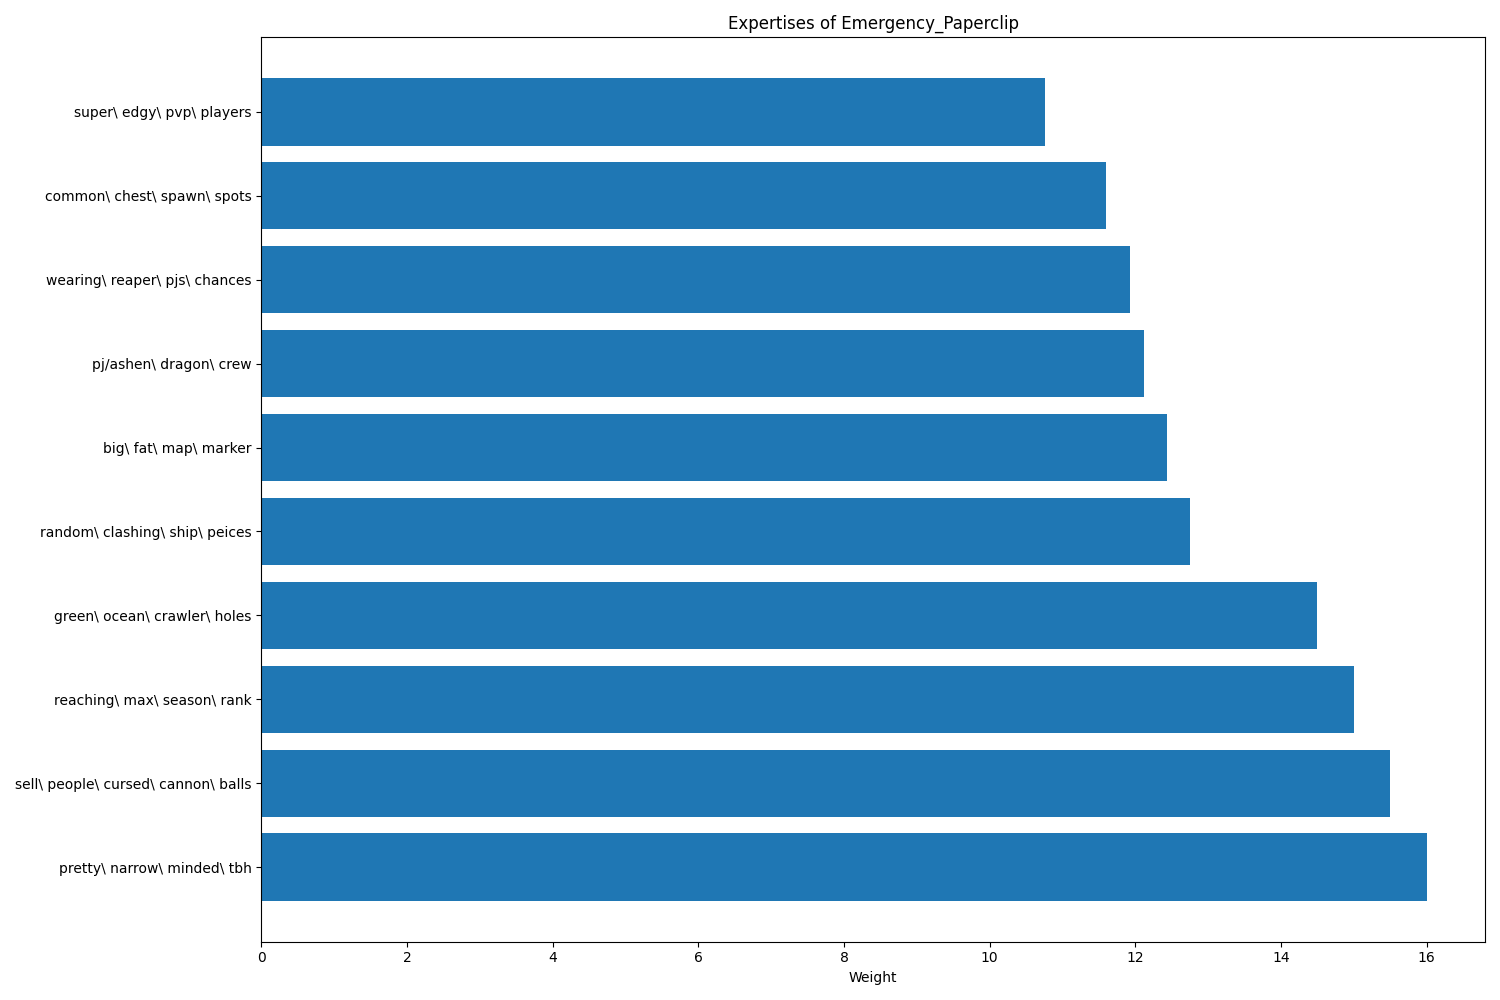 Expertises of Emergency_Paperclip
super\ edgy\ pvp\ players
common\ chest\ spawn\ spots
wearing\ reaper\ pjs\ chances
pj/ashen\ dragon\ crew
big\ fat\ map\ marker
random\ clashing\ ship\ peices
green\ ocean\ crawler\ holes
reaching\ max\ season\ rank
sell\ people\ cursed\ cannon\ balls
pretty\ narrow\ minded\ tbh
0 2 4 6 8 10 12 14 16
Weight